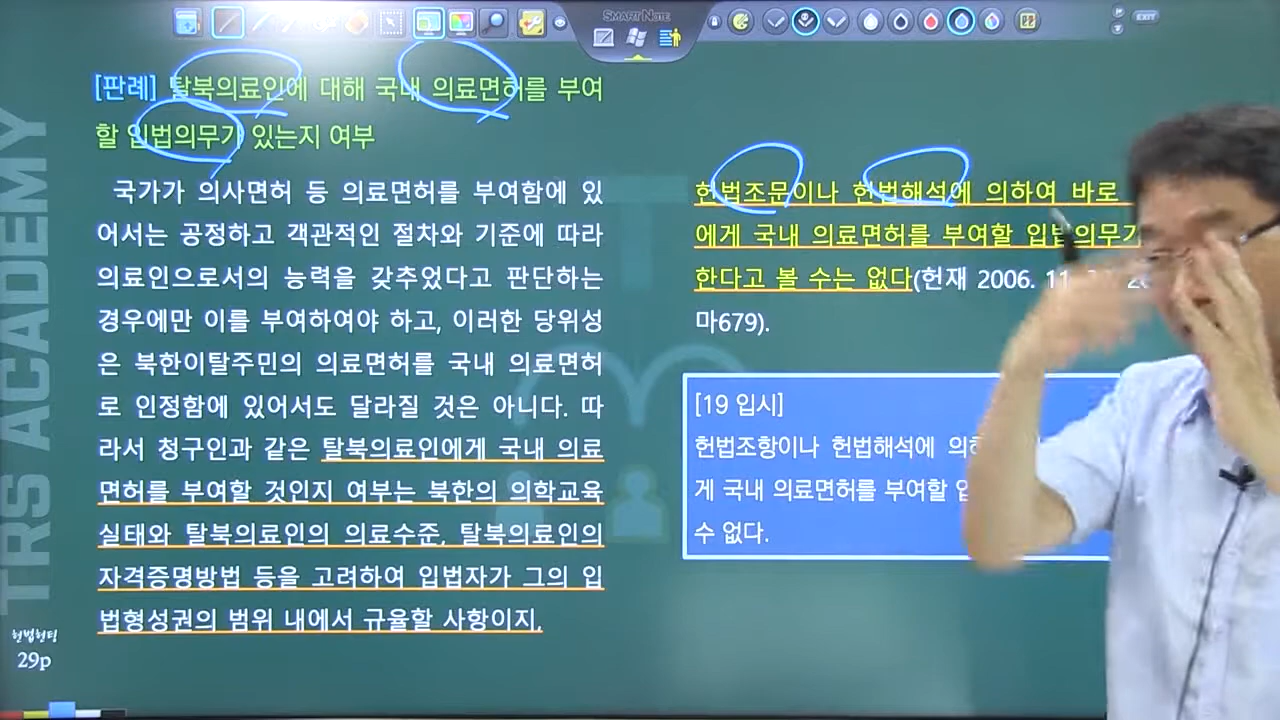 SMART NOTE
EXIT
[판례] 탈북의료인에 대해 국내 의료면허를 부여
할 입법의무가 있는지 여부
국가가 의사면허 등 의료면허를 부여함에 있
어서는 공정하고 객관적인 절차와 기준에 따라
의료인으로서의 능력을 갖추었다고 판단하는
경우에만 이를 부여하여야 하고, 이러한 당위성
은 북한이탈주민의 의료면허를 국내 의료면허
로 인정함에 있어서도 달라질 것은 아니다. 따
라서 청구인과 같은 탈북의료인에게 국내 의료
면허를 부여할 것인지 여부는 북한의 의학교육
실태와 탈북의료인의 의료수준, 탈북의료인의
자격증명방법 등을 고려하여 입법자가 그의 입
법형성권의 범위 내에서 규율할 사항이지,
헌법조문이나 헌법해석에 의하여 바로
에게 국내 의료면허를 부여할 입법의무가
한다고 볼 수는 없다(헌재 2006. 11.
마679).
[19 입시]
헌법조항이나 헌법해석에
게 국내 의료면허를 부여할
수 없다.
TRS ACADEMY
헌법헌팅
29p